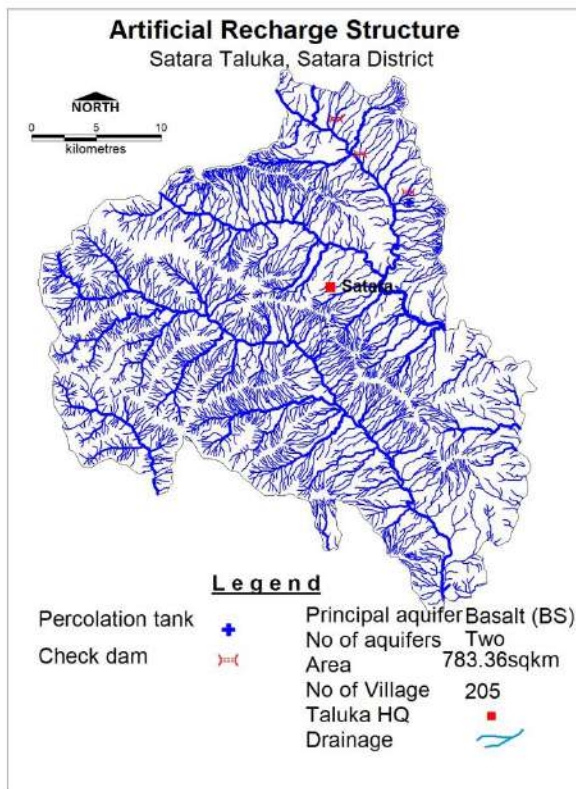 Artificial Recharge Structure
Satara Taluka, Satara District
NORTH
0 5 10
kilometres
Satara
Legend
Percolation tank
Check dam
Principal aquifer Basalt (BS)
No of aquifers Two
Area 783.36sqkm
No of Village 205
Taluka HQ
Drainage